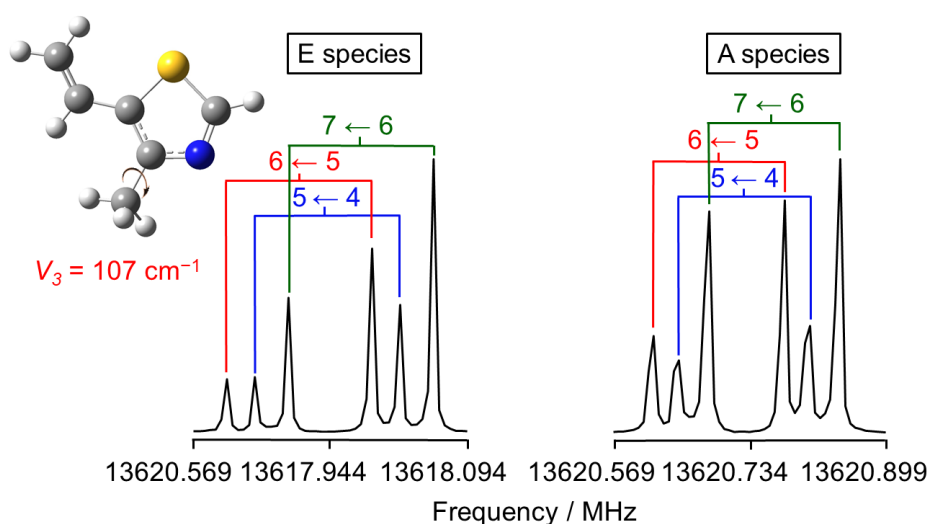 E species
A species
7 ← 6
6 ← 5
5 ← 4
7 ← 6
6 ← 5
5 ← 4
V₃ = 107 cm⁻¹
13620.569 13617.944 13618.094
13620.569 13620.734 13620.899
Frequency / MHz